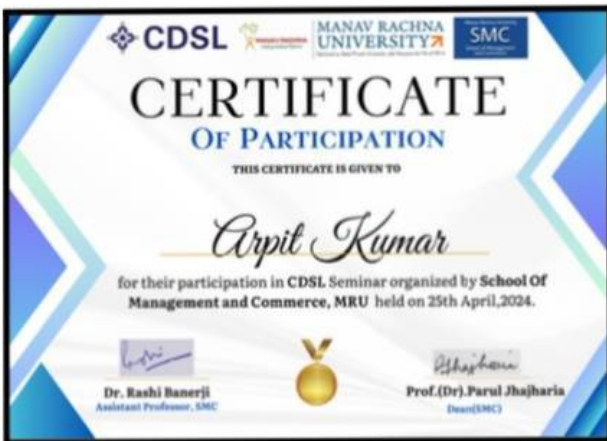 CDSL
MANAV RACHNA
UNIVERSITY
SMC
CERTIFICATE
OF PARTICIPATION
THIS CERTIFICATE IS GIVEN TO
Arpit Kumar
for their participation in CDSL Seminar organized by School Of
Management and Commerce, MRU held on 25th April,2024.
Dr. Rashi Banerji
Assistant Professor, SMC
Prof.(Dr).Parul Jhajharia
Dean(SMC)